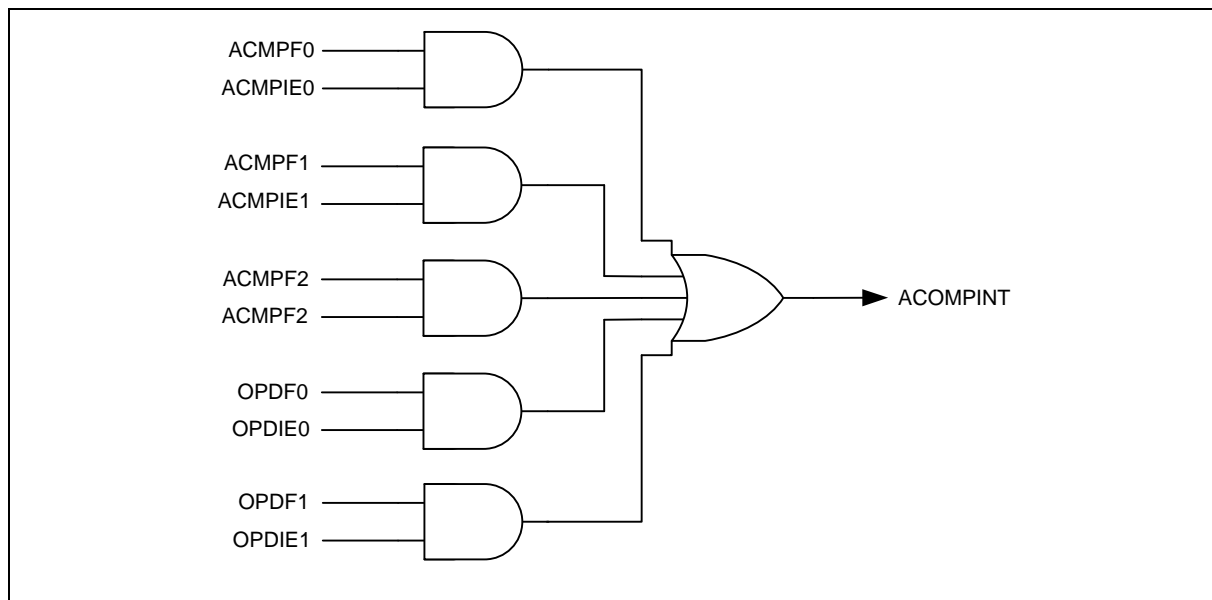 ACMPF0
ACMPIE0
ACMPF1
ACMPIE1
ACMPF2
ACMPF2
OPDF0
OPDIE0
OPDF1
OPDIE1
ACOMPINT